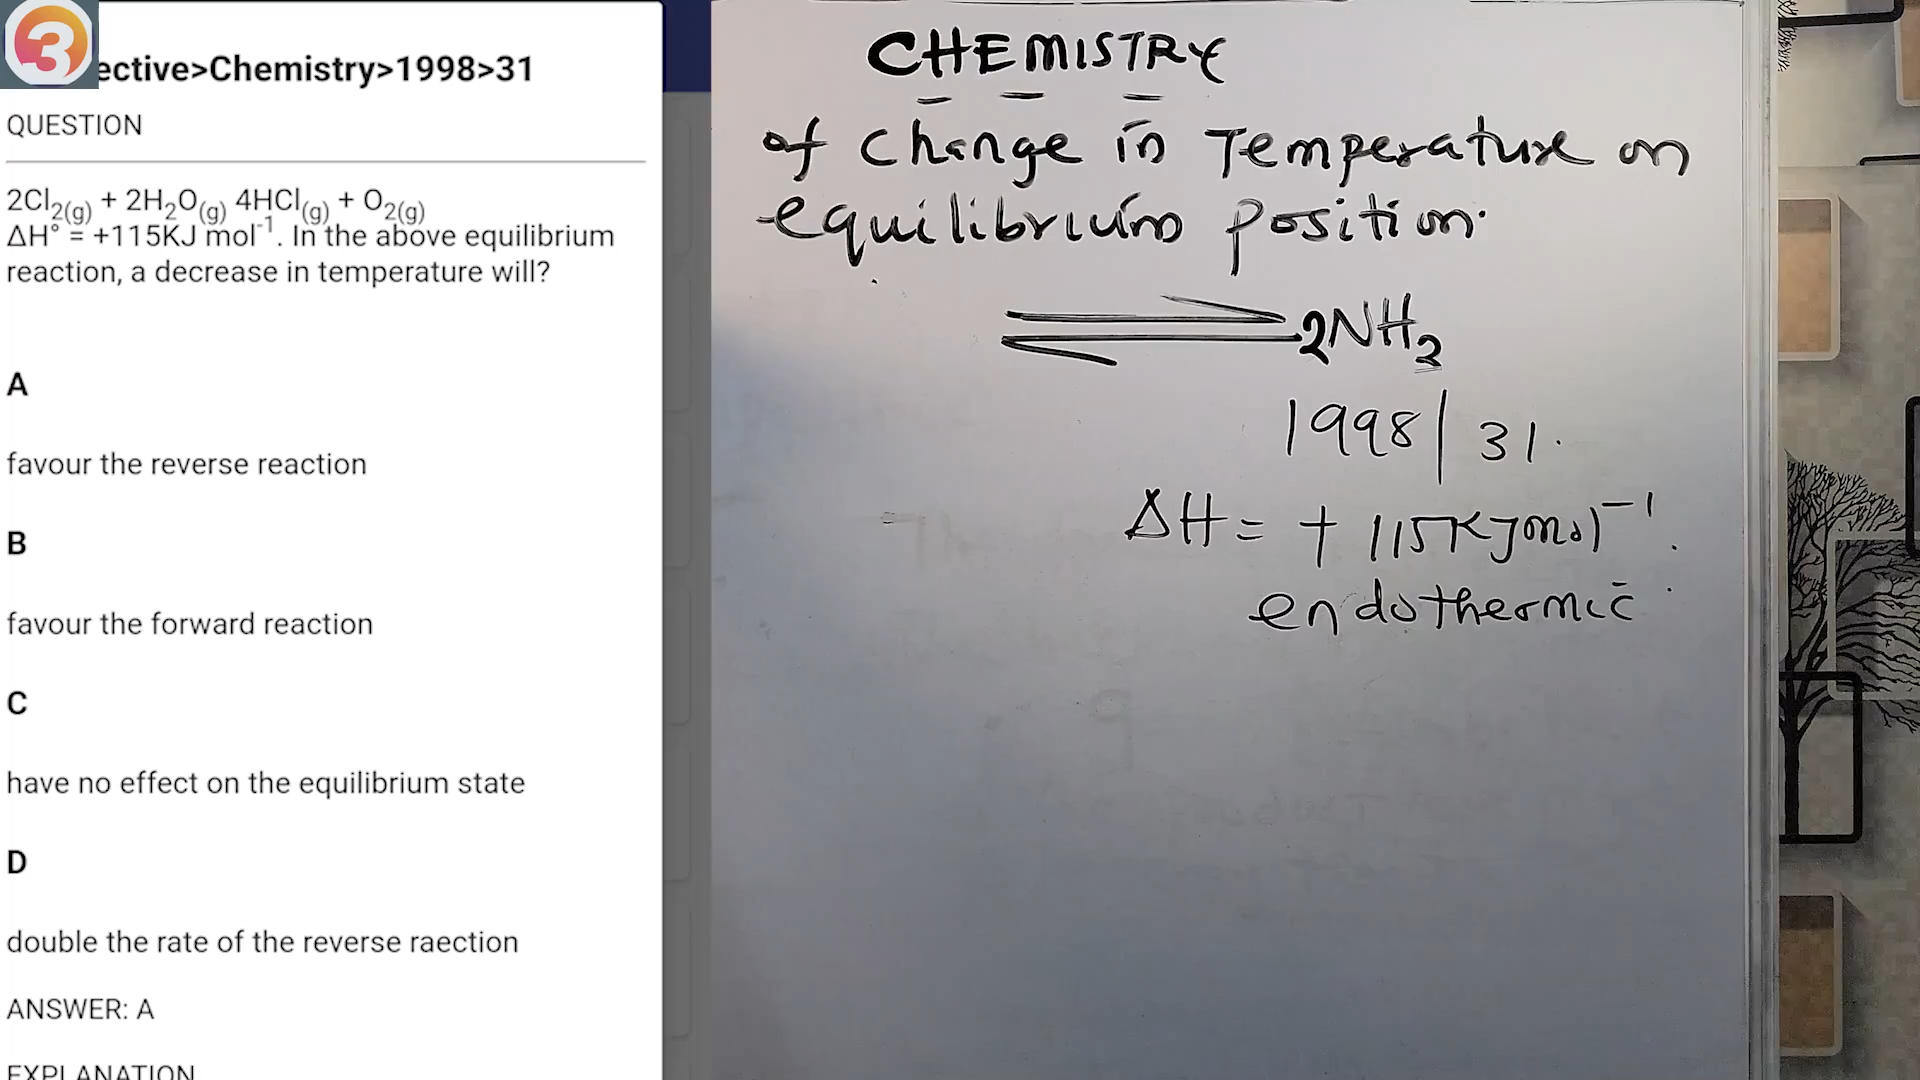 3
ective>Chemistry>1998>31
QUESTION
2Cl2(g) + 2H2O(g) 4HCl(g) + O2(g)
ΔH° = +115KJ mol-1. In the above equilibrium
reaction, a decrease in temperature will?
A
favour the reverse reaction
B
favour the forward reaction
C
have no effect on the equilibrium state
D
double the rate of the reverse raection
ANSWER: A
EXPLANATION
CHEMISTRY
of change in Temperature on
equilibrium position.
⇌ 2NH3
1998 | 31.
ΔH = + 115KJmol-1.
endothermic